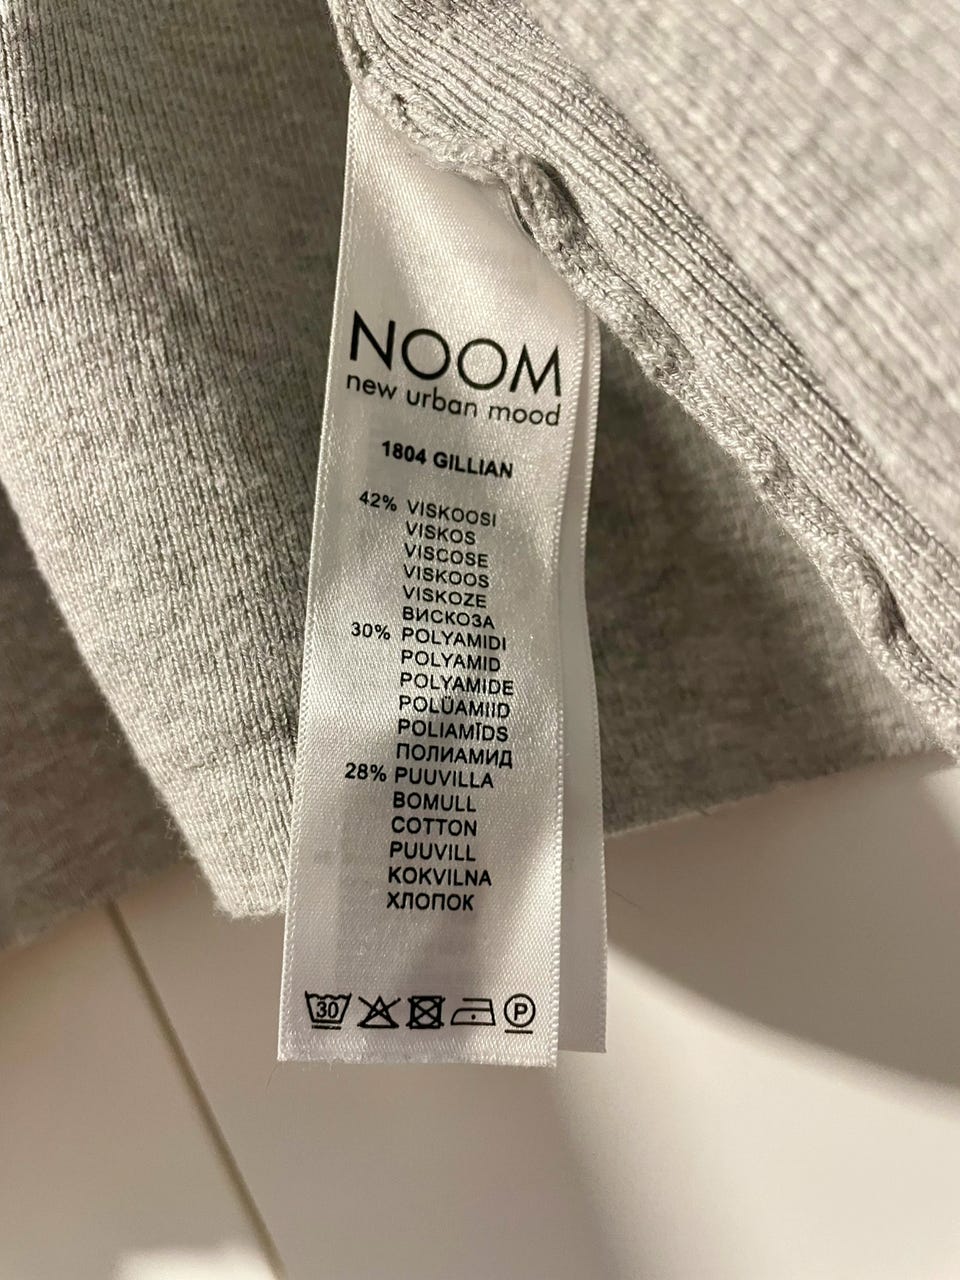 NOOM
new urban mood
1804 GILLIAN
42% VISKOOSI
VISKOS
VISCOSE
VISKOOS
VISKOZE
ВИСКОЗА
30% POLYAMIDI
POLYAMID
POLYAMIDE
POLÜAMIID
POLIAMĪDS
ПОЛИАМИД
28% PUUVILLA
BOMULL
COTTON
PUUVILL
KOKVILNA
ХЛОПОК
30 P